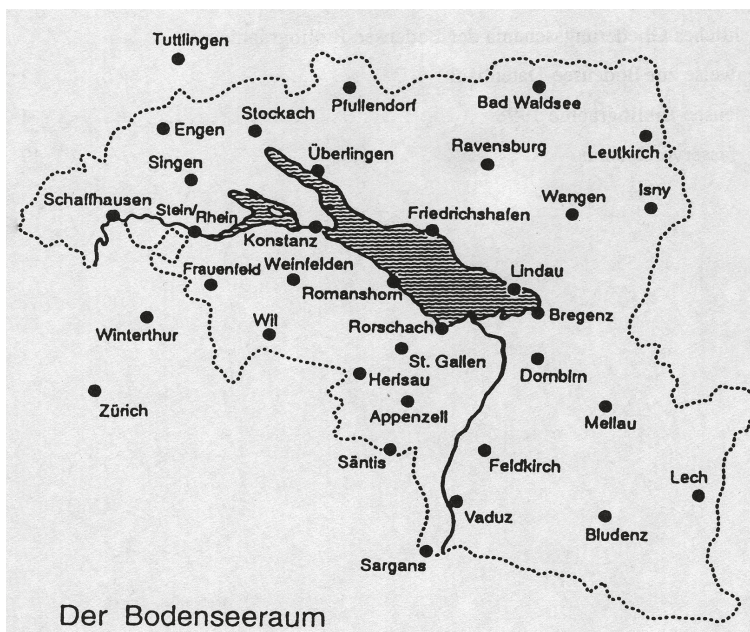 Tuttlingen
Pfullendorf
Bad Waldsee
Engen
Stockach
Leutkirch
Singen
Überlingen
Ravensburg
Isny
Schaffhausen
Stein/
Rhein
Wangen
Konstanz
Friedrichshafen
Frauenfeld
Weinfelden
Lindau
Romanshorn
Winterthur
Wil
Rorschach
Bregenz
St. Gallen
Herisau
Dornbirn
Zürich
Appenzell
Mellau
Säntis
Feldkirch
Lech
Vaduz
Bludenz
Sargans
Der Bodenseeraum